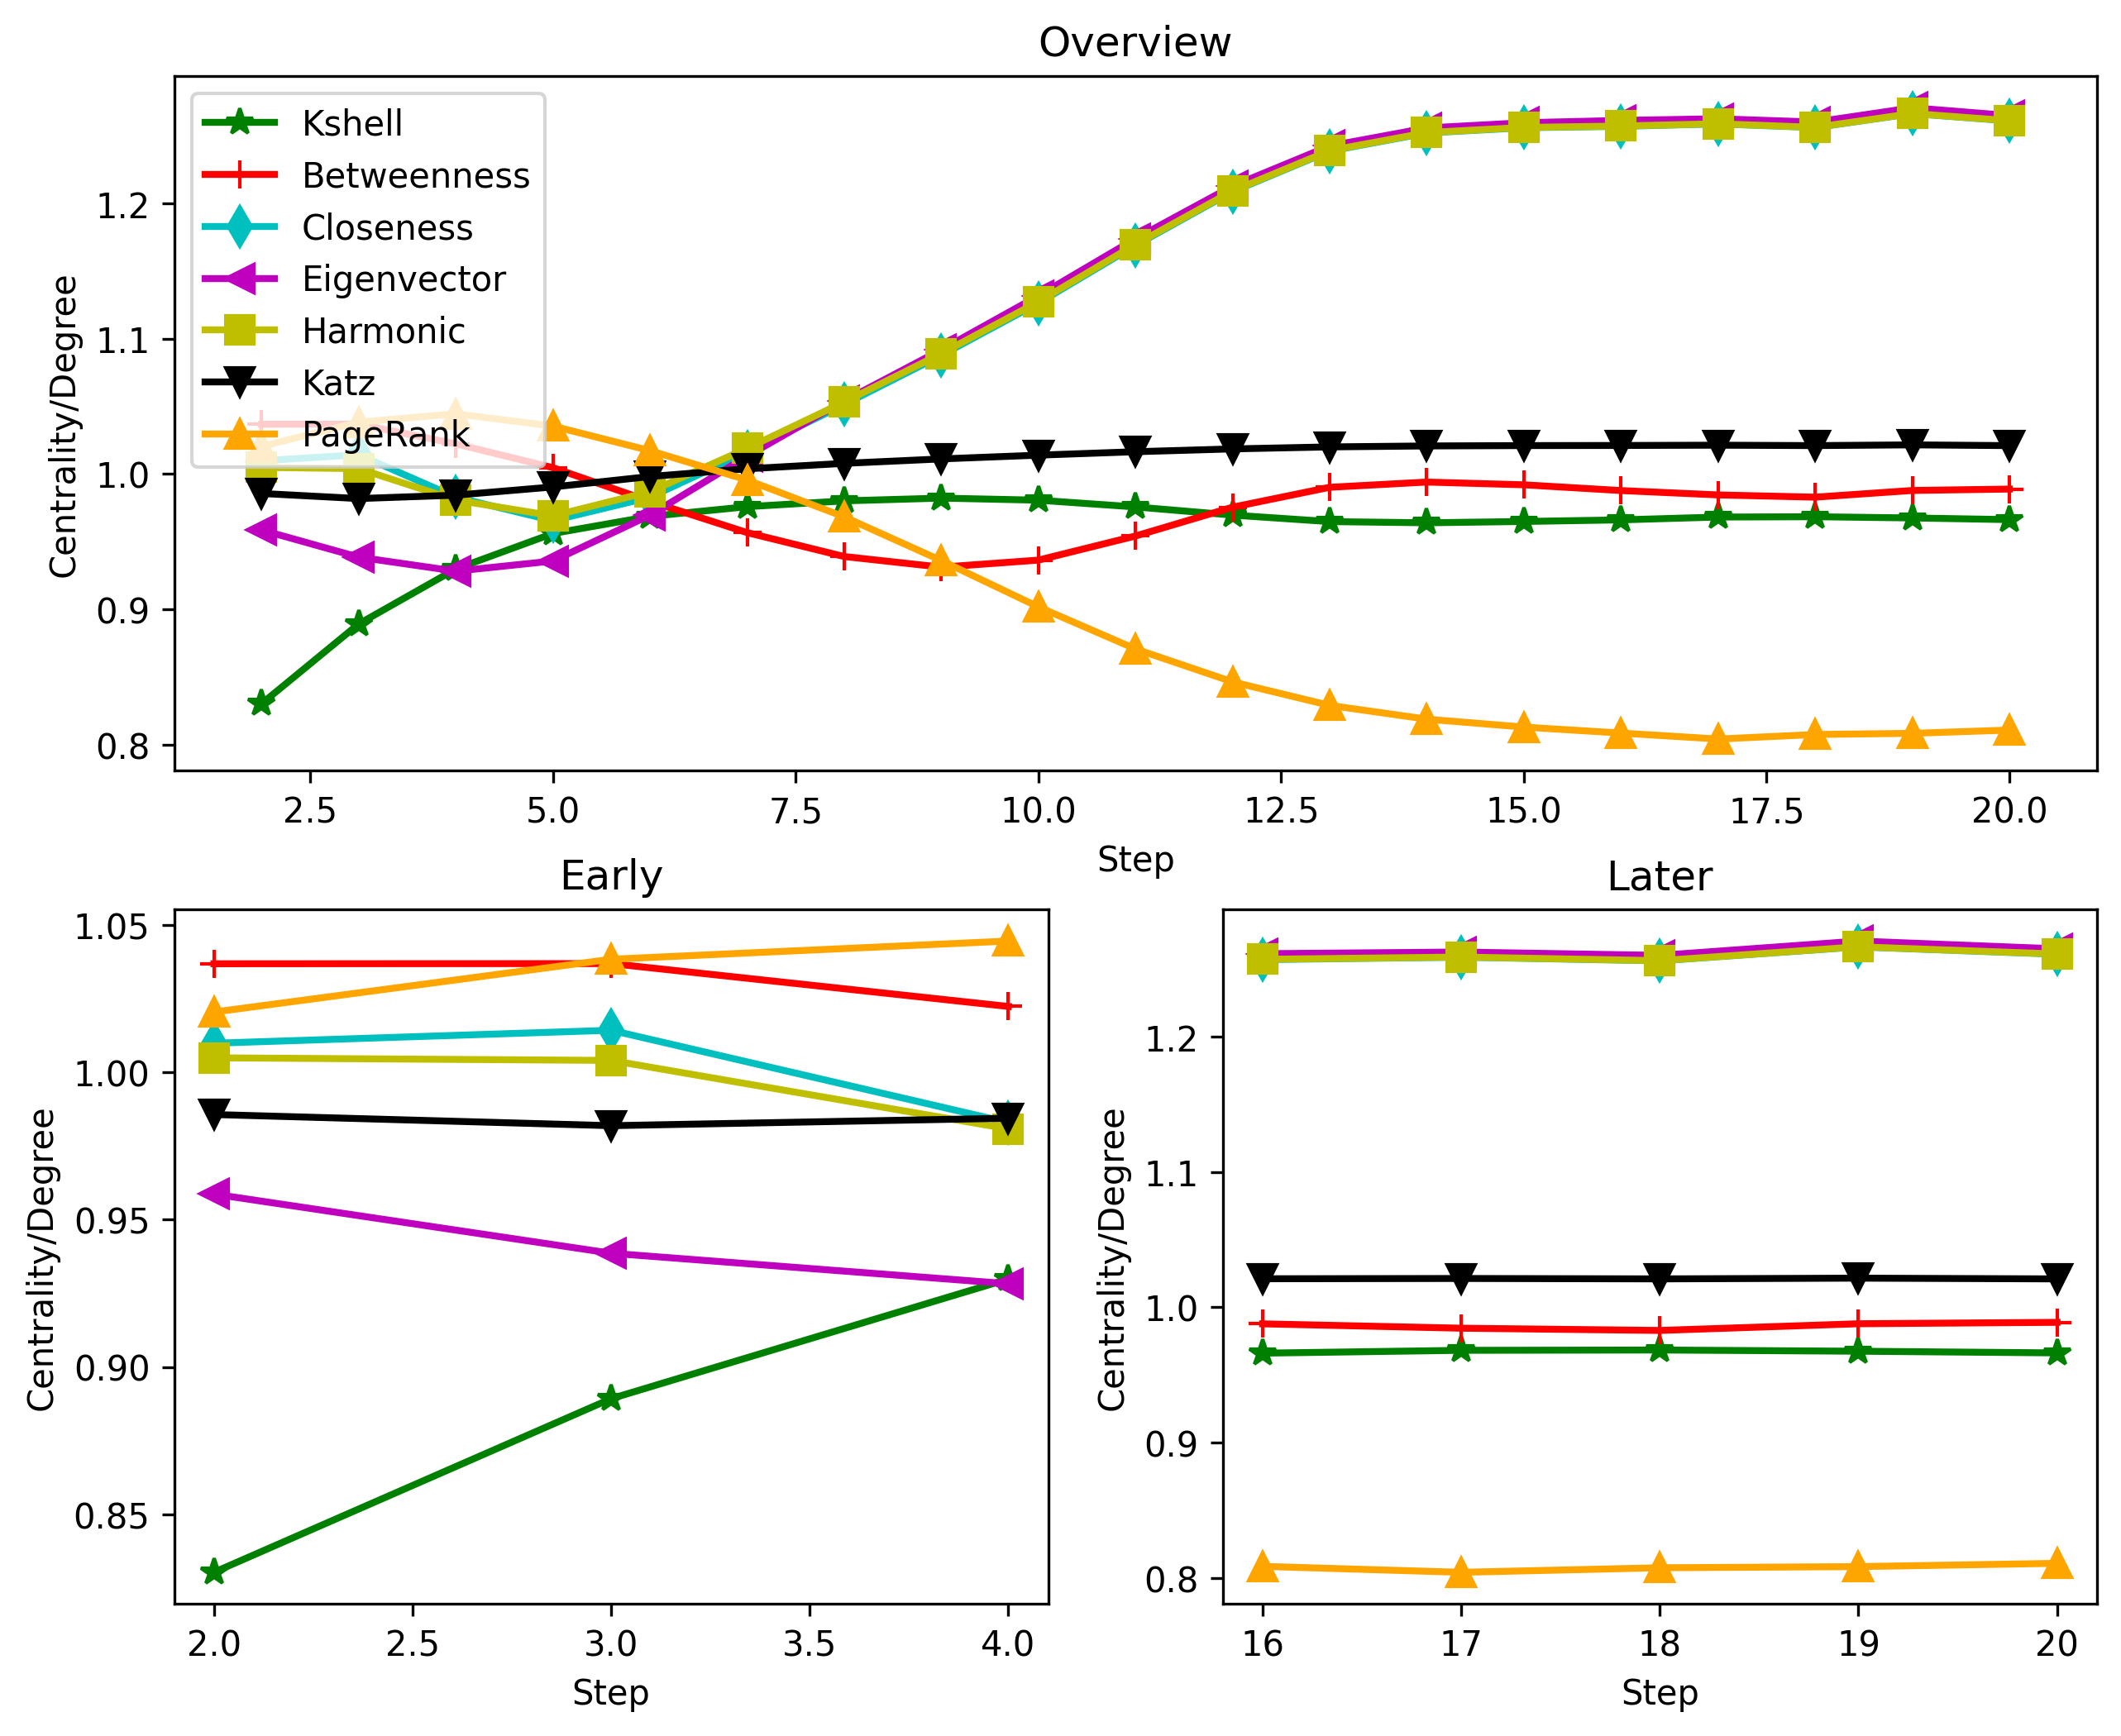 Overview
Centrality/Degree
Kshell
Betweenness
Closeness
Eigenvector
Harmonic
Katz
PageRank
1.2
1.1
1.0
0.9
0.8
2.5 5.0 7.5 10.0 12.5 15.0 17.5 20.0
Step
Early
Centrality/Degree
1.05
1.00
0.95
0.90
0.85
2.0 2.5 3.0 3.5 4.0
Step
Later
Centrality/Degree
1.2
1.1
1.0
0.9
0.8
16 17 18 19 20
Step